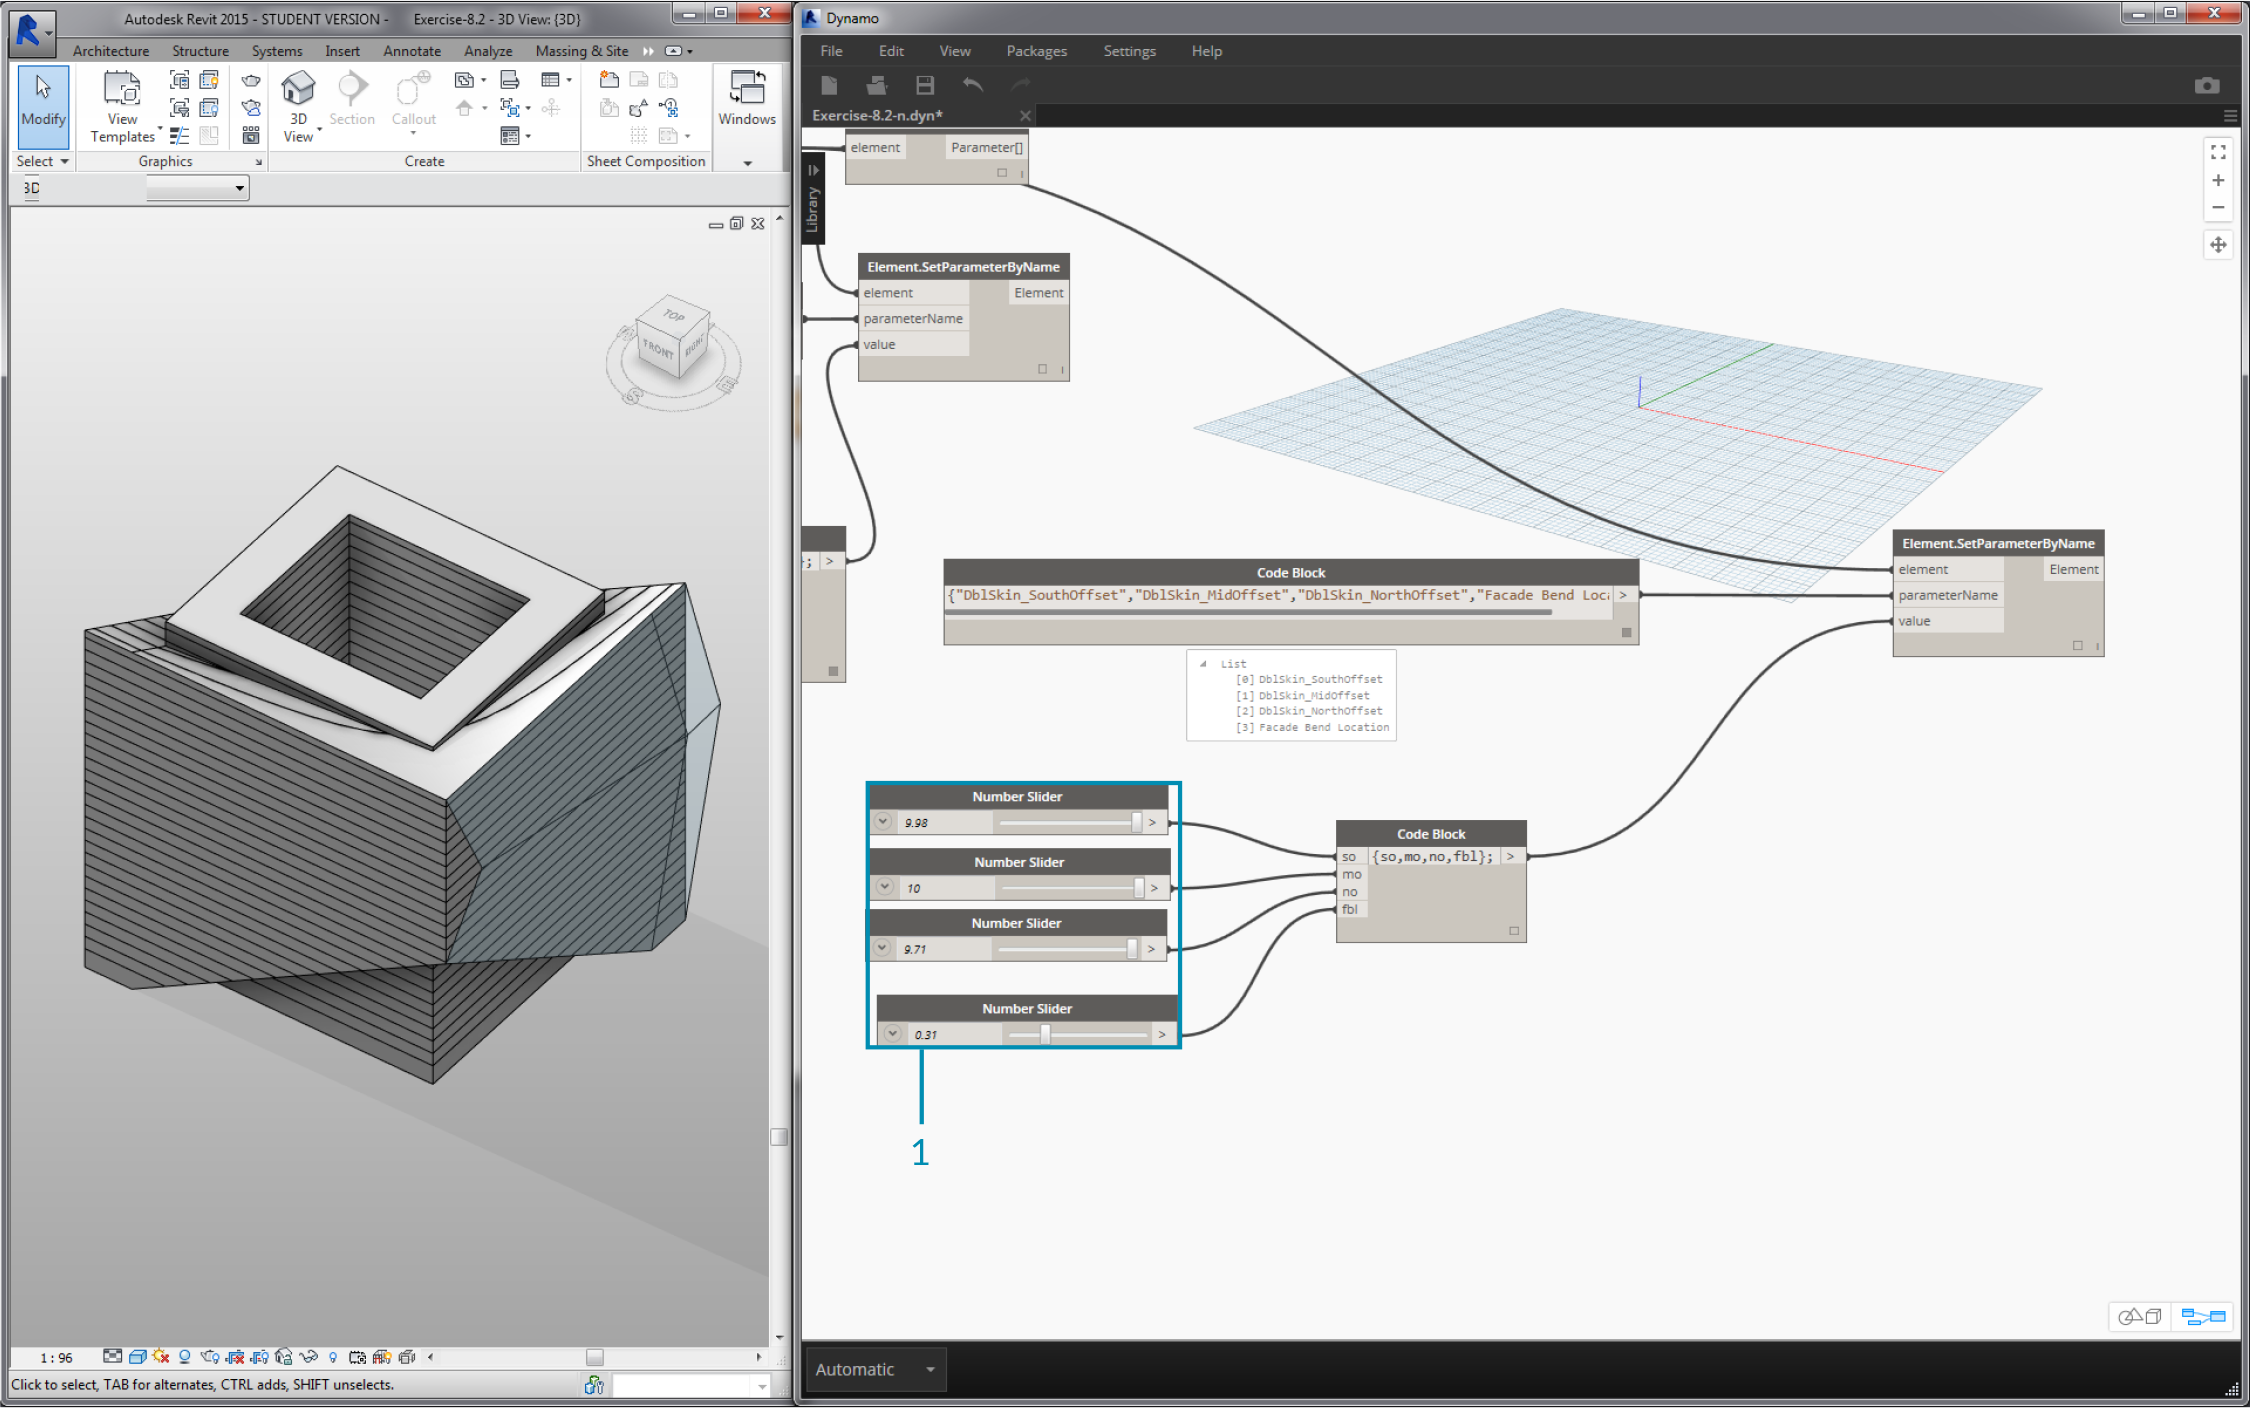 Autodesk Revit 2015 - STUDENT VERSION -    Exercise-8.2 - 3D View: {3D}
Architecture Structure Systems Insert Annotate Analyze Massing & Site
Modify
View Templates
3D View
Section
Callout
Windows
Select
Graphics
Create
Sheet Composition
3D
TOP
FRONT
RIGHT
1 : 96
Click to select, TAB for alternates, CTRL adds, SHIFT unselects.
Dynamo
File Edit View Packages Settings Help
Exercise-8.2-n.dyn*
Library
element Parameter[]
Element.SetParameterByName
element Element
parameterName
value
; >
Code Block
{"DblSkin_SouthOffset","DblSkin_MidOffset","DblSkin_NorthOffset","Facade Bend Loc
>
List
[0] DblSkin_SouthOffset
[1] DblSkin_MidOffset
[2] DblSkin_NorthOffset
[3] Facade Bend Location
Element.SetParameterByName
element Element
parameterName
value
Number Slider
9.98 >
Number Slider
10 >
Number Slider
9.71 >
Number Slider
0.31 >
Code Block
so {so,mo,no,fbl}; >
mo
no
fbl
1
Automatic